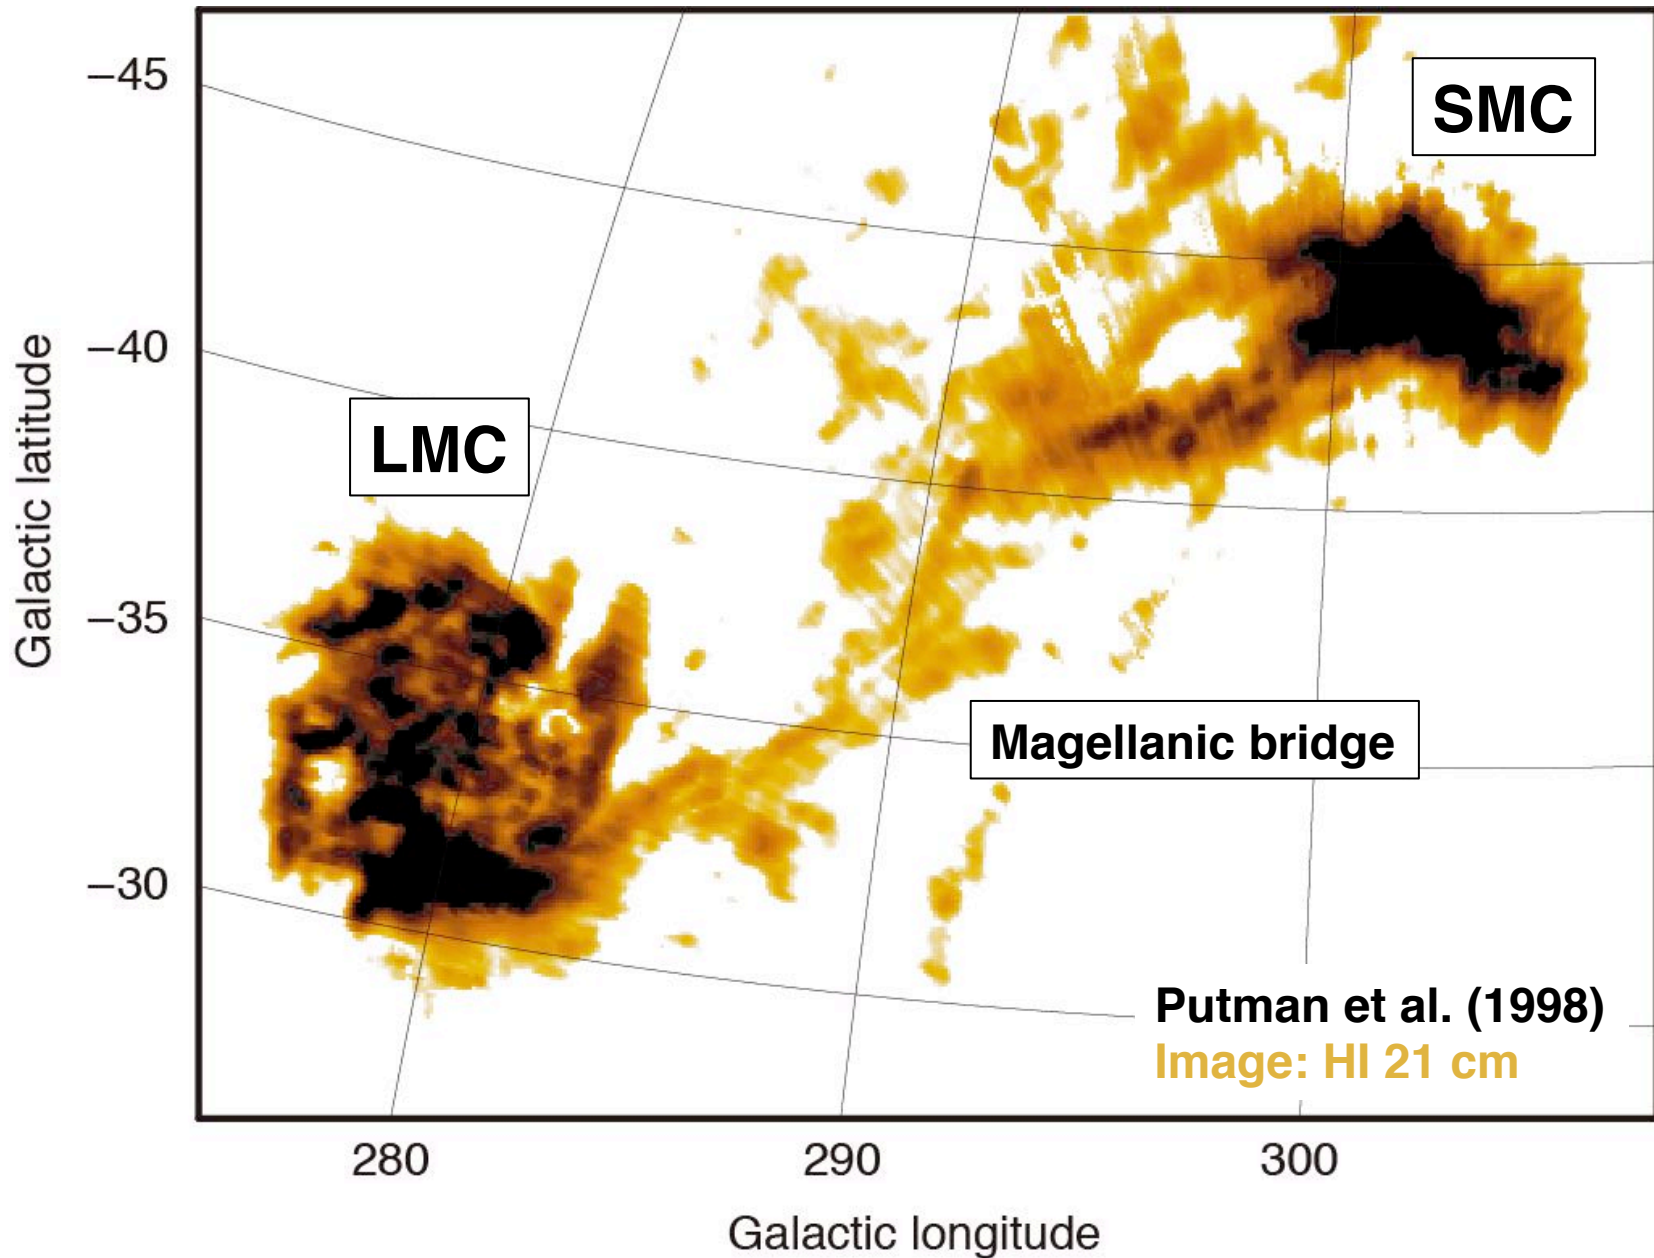 −45
SMC
−40
LMC
−35
Magellanic bridge
−30
Putman et al. (1998)
Image: HI 21 cm
280
290
300
Galactic longitude
Galactic latitude